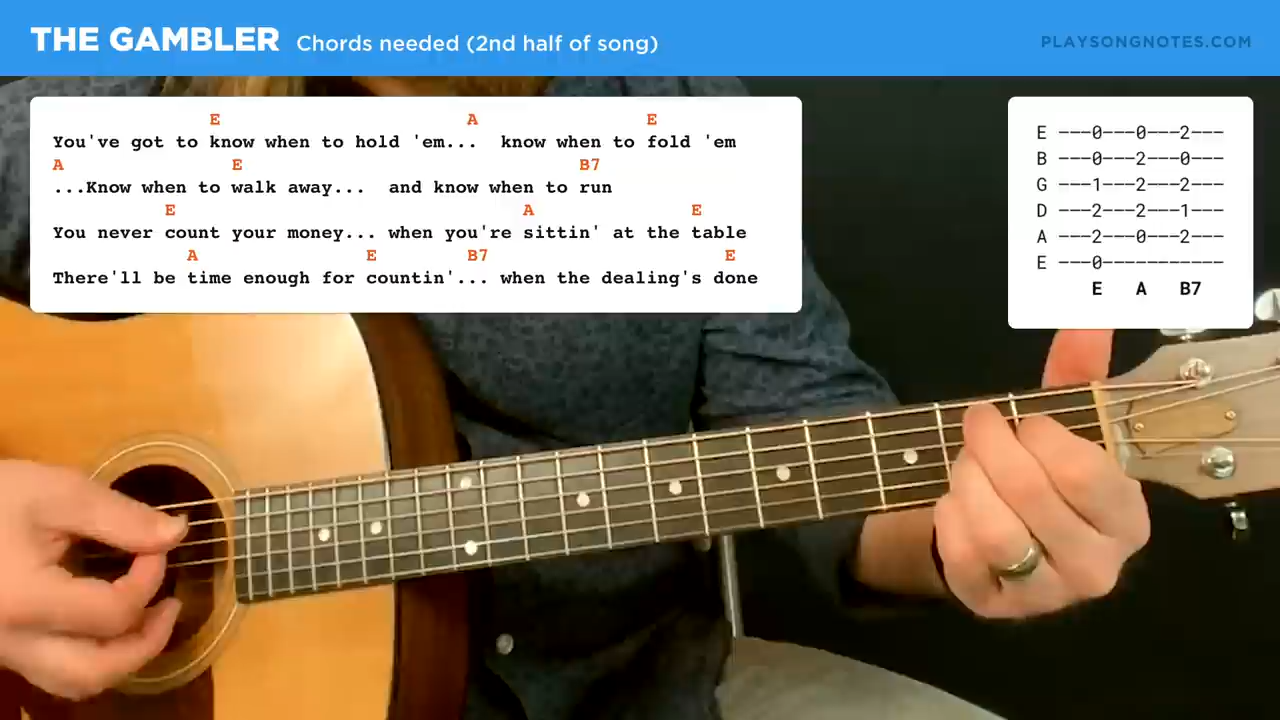 THE GAMBLER Chords needed (2nd half of song)
PLAYSONGNOTES.COM
E A E
You've got to know when to hold 'em... know when to fold 'em
A E B7
...Know when to walk away... and know when to run
E A E
You never count your money... when you're sittin' at the table
A E B7 E
There'll be time enough for countin'... when the dealing's done
E ---0---0---2---
B ---0---2---0---
G ---1---2---2---
D ---2---2---1---
A ---2---0---2---
E ---0-----------
E A B7